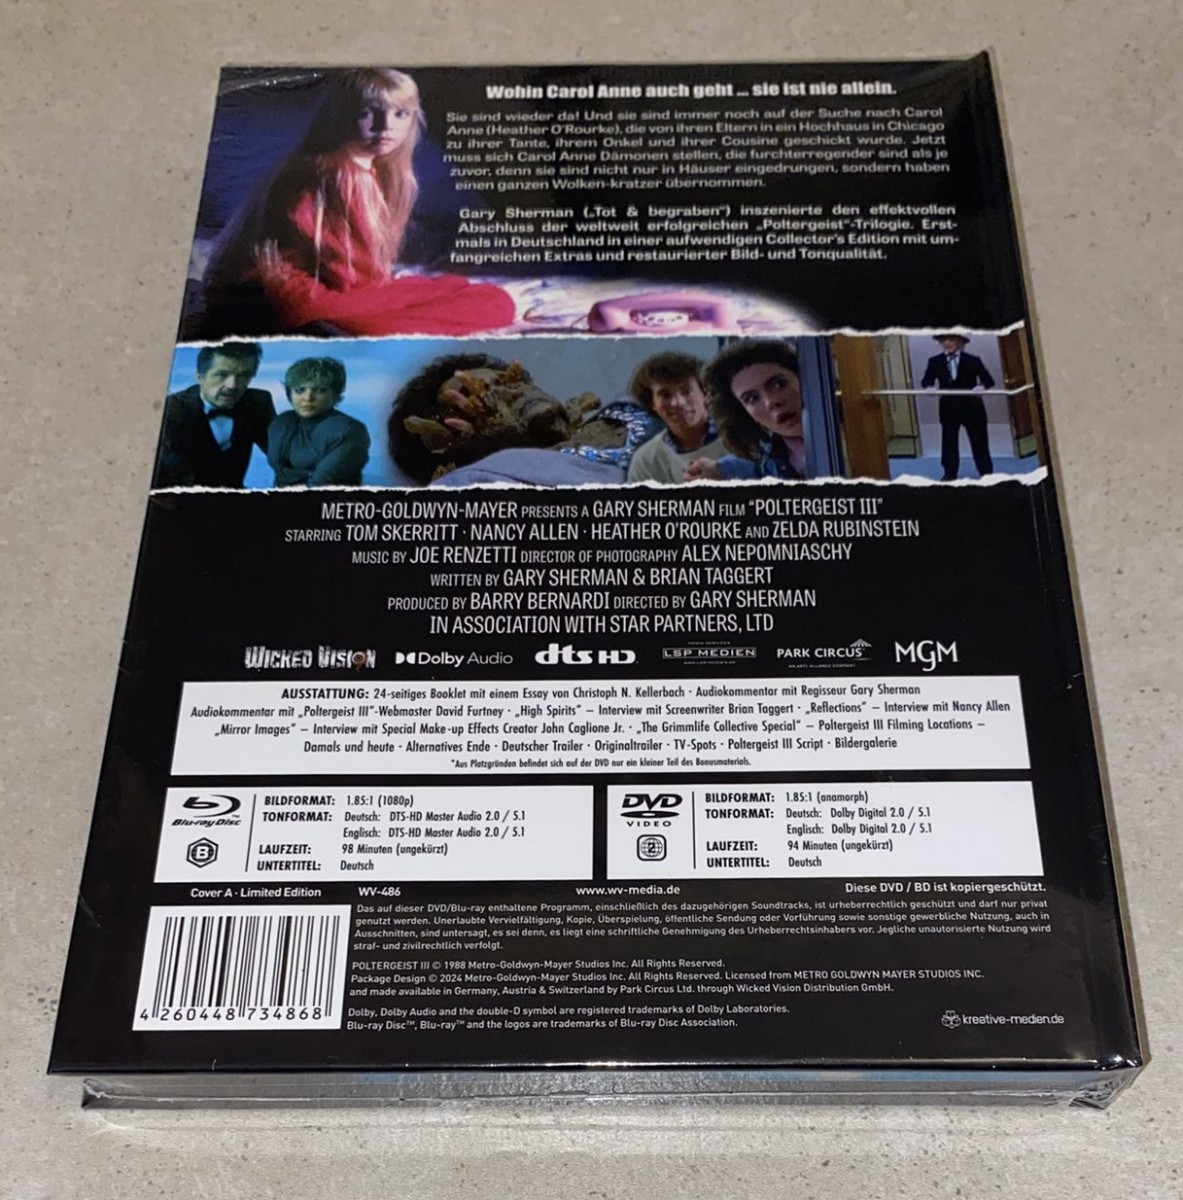 Wohin Carol Anne auch geht ... sie ist nie allein.
Sie sind wieder da! Und sie sind immer noch auf der Suche nach Carol
Anne (Heather O'Rourke), die von ihren Eltern in ein Hochhaus in Chicago
zu ihrer Tante, ihrem Onkel und ihrer Cousine geschickt wurde. Jetzt
muss sich Carol Anne Dämonen stellen, die furchterregender sind als je
zuvor, denn sie sind nicht nur in Häuser eingedrungen, sondern haben
einen ganzen Wolken-kratzer übernommen.
Gary Sherman („Tot & begraben“) inszenierte den effektvollen
Abschluss der weltweit erfolgreichen „Poltergeist“-Trilogie. Erst-
mals in Deutschland in einer aufwendigen Collector's Edition mit um-
fangreichen Extras und restaurierter Bild- und Tonqualität.
METRO-GOLDWYN-MAYER PRESENTS A GARY SHERMAN FILM "POLTERGEIST III"
STARRING TOM SKERRITT · NANCY ALLEN · HEATHER O'ROURKE AND ZELDA RUBINSTEIN
MUSIC BY JOE RENZETTI DIRECTOR OF PHOTOGRAPHY ALEX NEPOMNIASCHY
WRITTEN BY GARY SHERMAN & BRIAN TAGGERT
PRODUCED BY BARRY BERNARDI DIRECTED BY GARY SHERMAN
IN ASSOCIATION WITH STAR PARTNERS, LTD
WICKED VISION Dolby Audio dts HD LSP MEDIEN PARK CIRCUS MGM
AN ARTS ALLIANCE COMPANY
AUSSTATTUNG: 24-seitiges Booklet mit einem Essay von Christoph N. Kellerbach · Audiokommentar mit Regisseur Gary Sherman
Audiokommentar mit „Poltergeist III“-Webmaster David Furtney · „High Spirits“ – Interview mit Screenwriter Brian Taggert · „Reflections“ – Interview mit Nancy Allen
„Mirror Images“ – Interview mit Special Make-up Effects Creator John Caglione Jr. · „The Grimmlife Collective Special“ – Poltergeist III Filming Locations –
Damals und heute · Alternatives Ende · Deutscher Trailer · Originaltrailer · TV-Spots · Poltergeist III Script · Bildergalerie
*Aus Platzgründen befindet sich auf der DVD nur ein kleiner Teil des Bonusmaterials.
Blu-ray Disc™
B
BILDFORMAT: 1.85:1 (1080p)
TONFORMAT: Deutsch: DTS-HD Master Audio 2.0 / 5.1
Englisch: DTS-HD Master Audio 2.0 / 5.1
LAUFZEIT: 98 Minuten (ungekürzt)
UNTERTITEL: Deutsch
DVD
VIDEO
2
BILDFORMAT: 1.85:1 (anamorph)
TONFORMAT: Deutsch: Dolby Digital 2.0 / 5.1
Englisch: Dolby Digital 2.0 / 5.1
LAUFZEIT: 94 Minuten (ungekürzt)
UNTERTITEL: Deutsch
Cover A · Limited Edition WV-486 www.wv-media.de Diese DVD / BD ist kopiergeschützt.
Das auf dieser DVD/Blu-ray enthaltene Programm, einschließlich des dazugehörigen Soundtracks, ist urheberrechtlich geschützt und darf nur privat
genutzt werden. Unerlaubte Vervielfältigung, Kopie, Überspielung, öffentliche Sendung oder Vorführung sowie sonstige gewerbliche Nutzung, auch in
Ausschnitten, sind untersagt, es sei denn, es liegt eine schriftliche Genehmigung des Urheberrechtsinhabers vor. Jegliche unautorisierte Nutzung wird
straf- und zivilrechtlich verfolgt.
POLTERGEIST III © 1988 Metro-Goldwyn-Mayer Studios Inc. All Rights Reserved.
Package Design © 2024 Metro-Goldwyn-Mayer Studios Inc. All Rights Reserved. Licensed from METRO GOLDWYN MAYER STUDIOS INC.
and made available in Germany, Austria & Switzerland by Park Circus Ltd. through Wicked Vision Distribution GmbH.
Dolby, Dolby Audio and the double-D symbol are registered trademarks of Dolby Laboratories.
Blu-ray Disc™, Blu-ray™ and the logos are trademarks of Blu-ray Disc Association.
4 260448 734868
kreative-medien.de